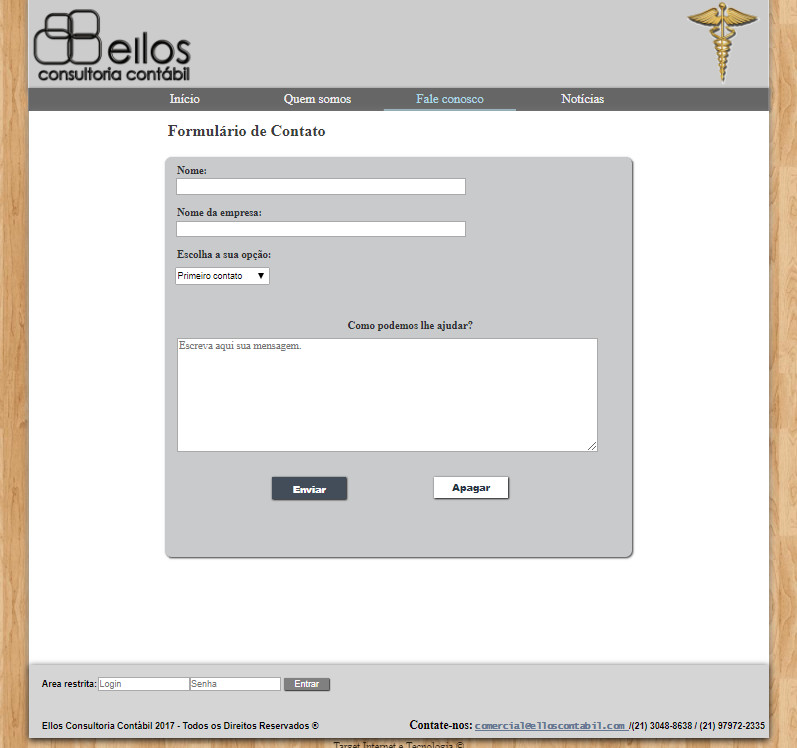 ellos
consultoria contábil
Início Quem somos Fale conosco Notícias
Formulário de Contato
Nome:
Nome da empresa:
Escolha a sua opção:
Primeiro contato
Como podemos lhe ajudar?
Escreva aqui sua mensagem.
Enviar Apagar
Area restrita: Login Senha Entrar
Ellos Consultoria Contábil 2017 - Todos os Direitos Reservados ® Contate-nos: comercial@elloscontabil.com /(21) 3048-8638 / (21) 97972-2335
Target Internet e Tecnologia ©